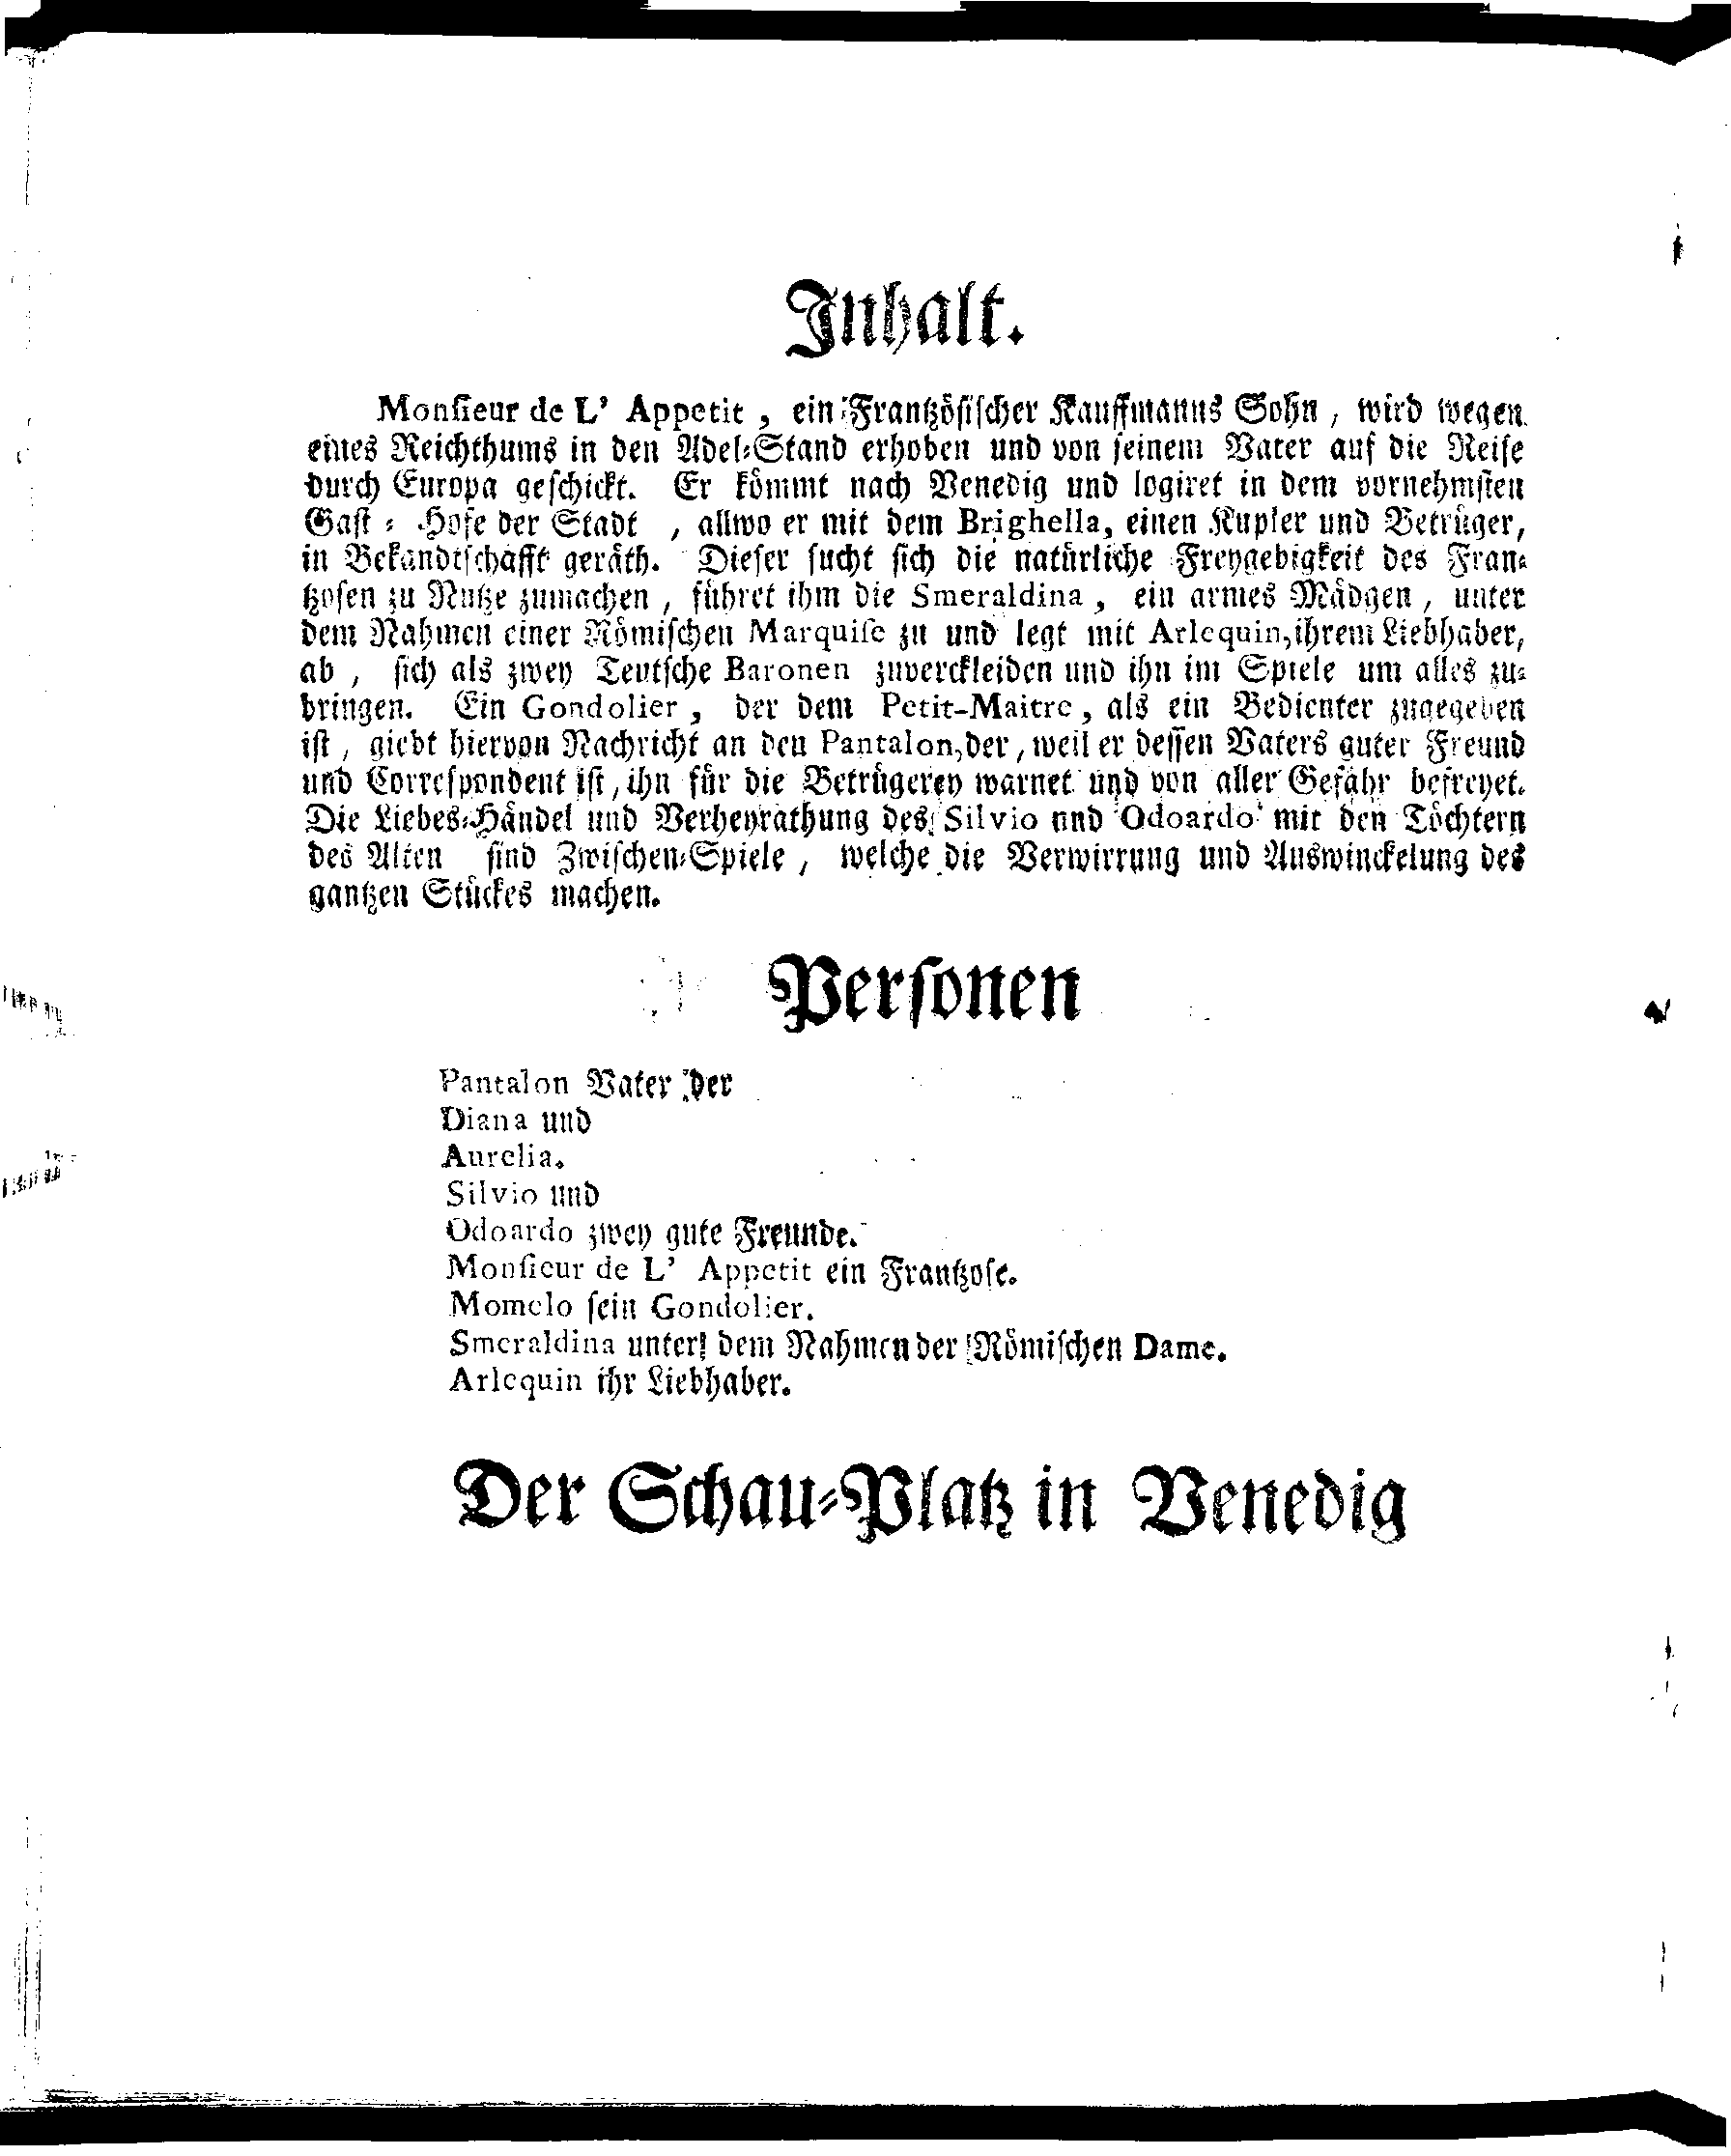 Inhalt.
Monsieur de L' Appetit, ein Frantzösischer Kauffmanns Sohn, wird wegen
eines Reichthums in den Adel-Stand erhoben und von seinem Vater auf die Reise
durch Europa geschickt. Er kömmt nach Venedig und logiret in dem vornehmsten
Gast-Hofe der Stadt, allwo er mit dem Brighella, einen Kupler und Betrüger,
in Bekandtschafft geräth. Dieser sucht sich die natürliche Freygebigkeit des Fran-
tzosen zu Nutze zumachen, führet ihm die Smeraldina, ein armes Mädgen, unter
dem Nahmen einer Römischen Marquise zu und legt mit Arlequin, ihrem Liebhaber,
ab, sich als zwey Teutsche Baronen zuverckleiden und ihn im Spiele um alles zu-
bringen. Ein Gondolier, der dem Petit-Maitre, als ein Bedienter zugegeben
ist, giebt hiervon Nachricht an den Pantalon, der, weil er dessen Vaters guter Freund
und Correspondent ist, ihn für die Betrügerey warnet und von aller Gefahr befreyet.
Die Liebes-Händel und Verheyrathung des Silvio und Odoardo mit den Töchtern
des Alten sind Zwischen-Spiele, welche die Verwirrung und Auswinckelung des
gantzen Stückes machen.
Personen
Pantalon Vater der
Diana und
Aurelia.
Silvio und
Odoardo zwey gute Freunde.
Monsieur de L' Appetit ein Frantzose.
Momolo sein Gondolier.
Smeraldina unter dem Nahmen der Römischen Dame.
Arlequin ihr Liebhaber.
Der Schau-Platz in Venedig